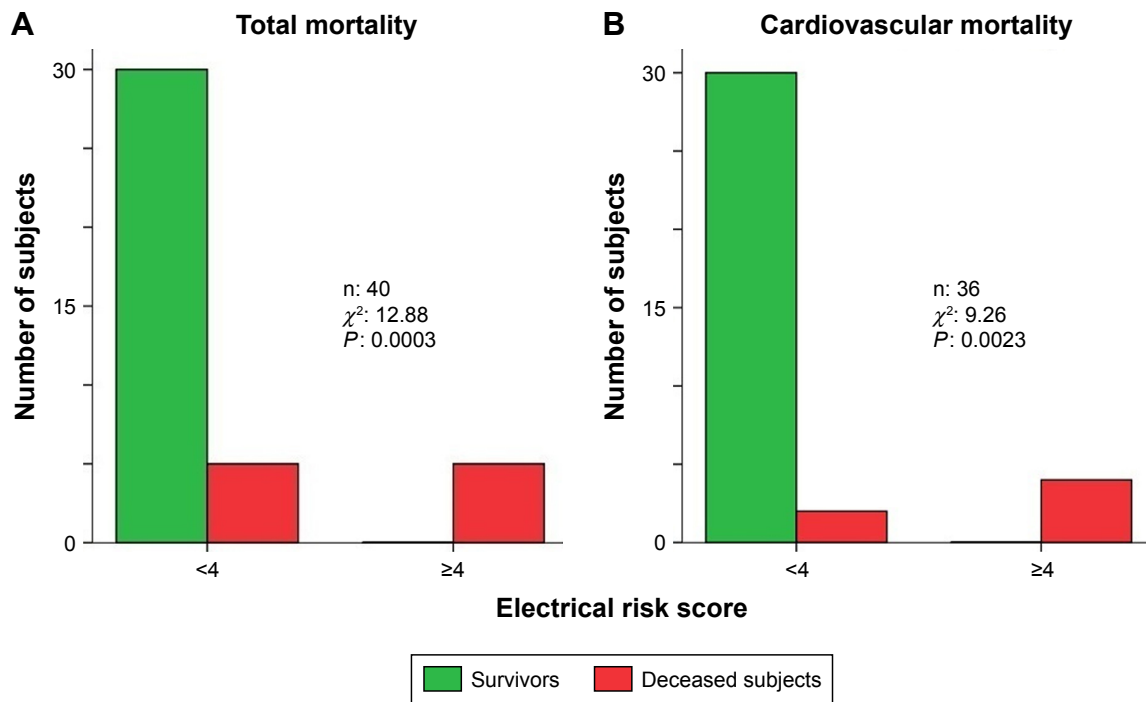 A Total mortality
Number of subjects
30
15
0
n: 40
χ²: 12.88
P: 0.0003
<4
≥4
B Cardiovascular mortality
Number of subjects
30
15
0
n: 36
χ²: 9.26
P: 0.0023
<4
≥4
Electrical risk score
Survivors
Deceased subjects